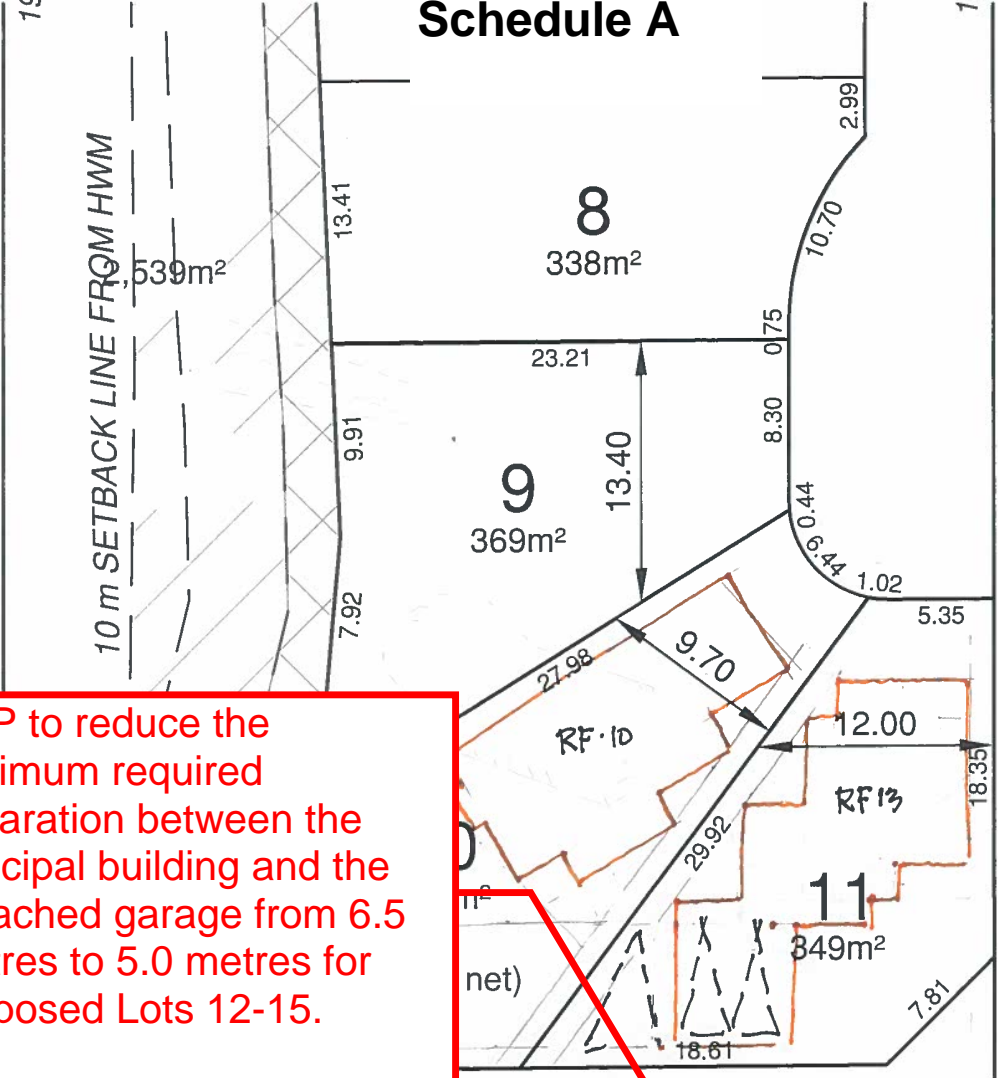 Schedule A
2.99
13.41
8
338m²
10.70
10 m SETBACK LINE FROM HWM
2,539m²
0.75
23.21
9.91
13.40
8.30
9
369m²
0.44
6.44
7.92
1.02
5.35
27.98
9.70
RF·10
12.00
18.35
RF13
P to reduce the
imum required
aration between the
cipal building and the
ached garage from 6.5
tres to 5.0 metres for
posed Lots 12-15.
29.92
11
349m²
net)
7.81
18.61